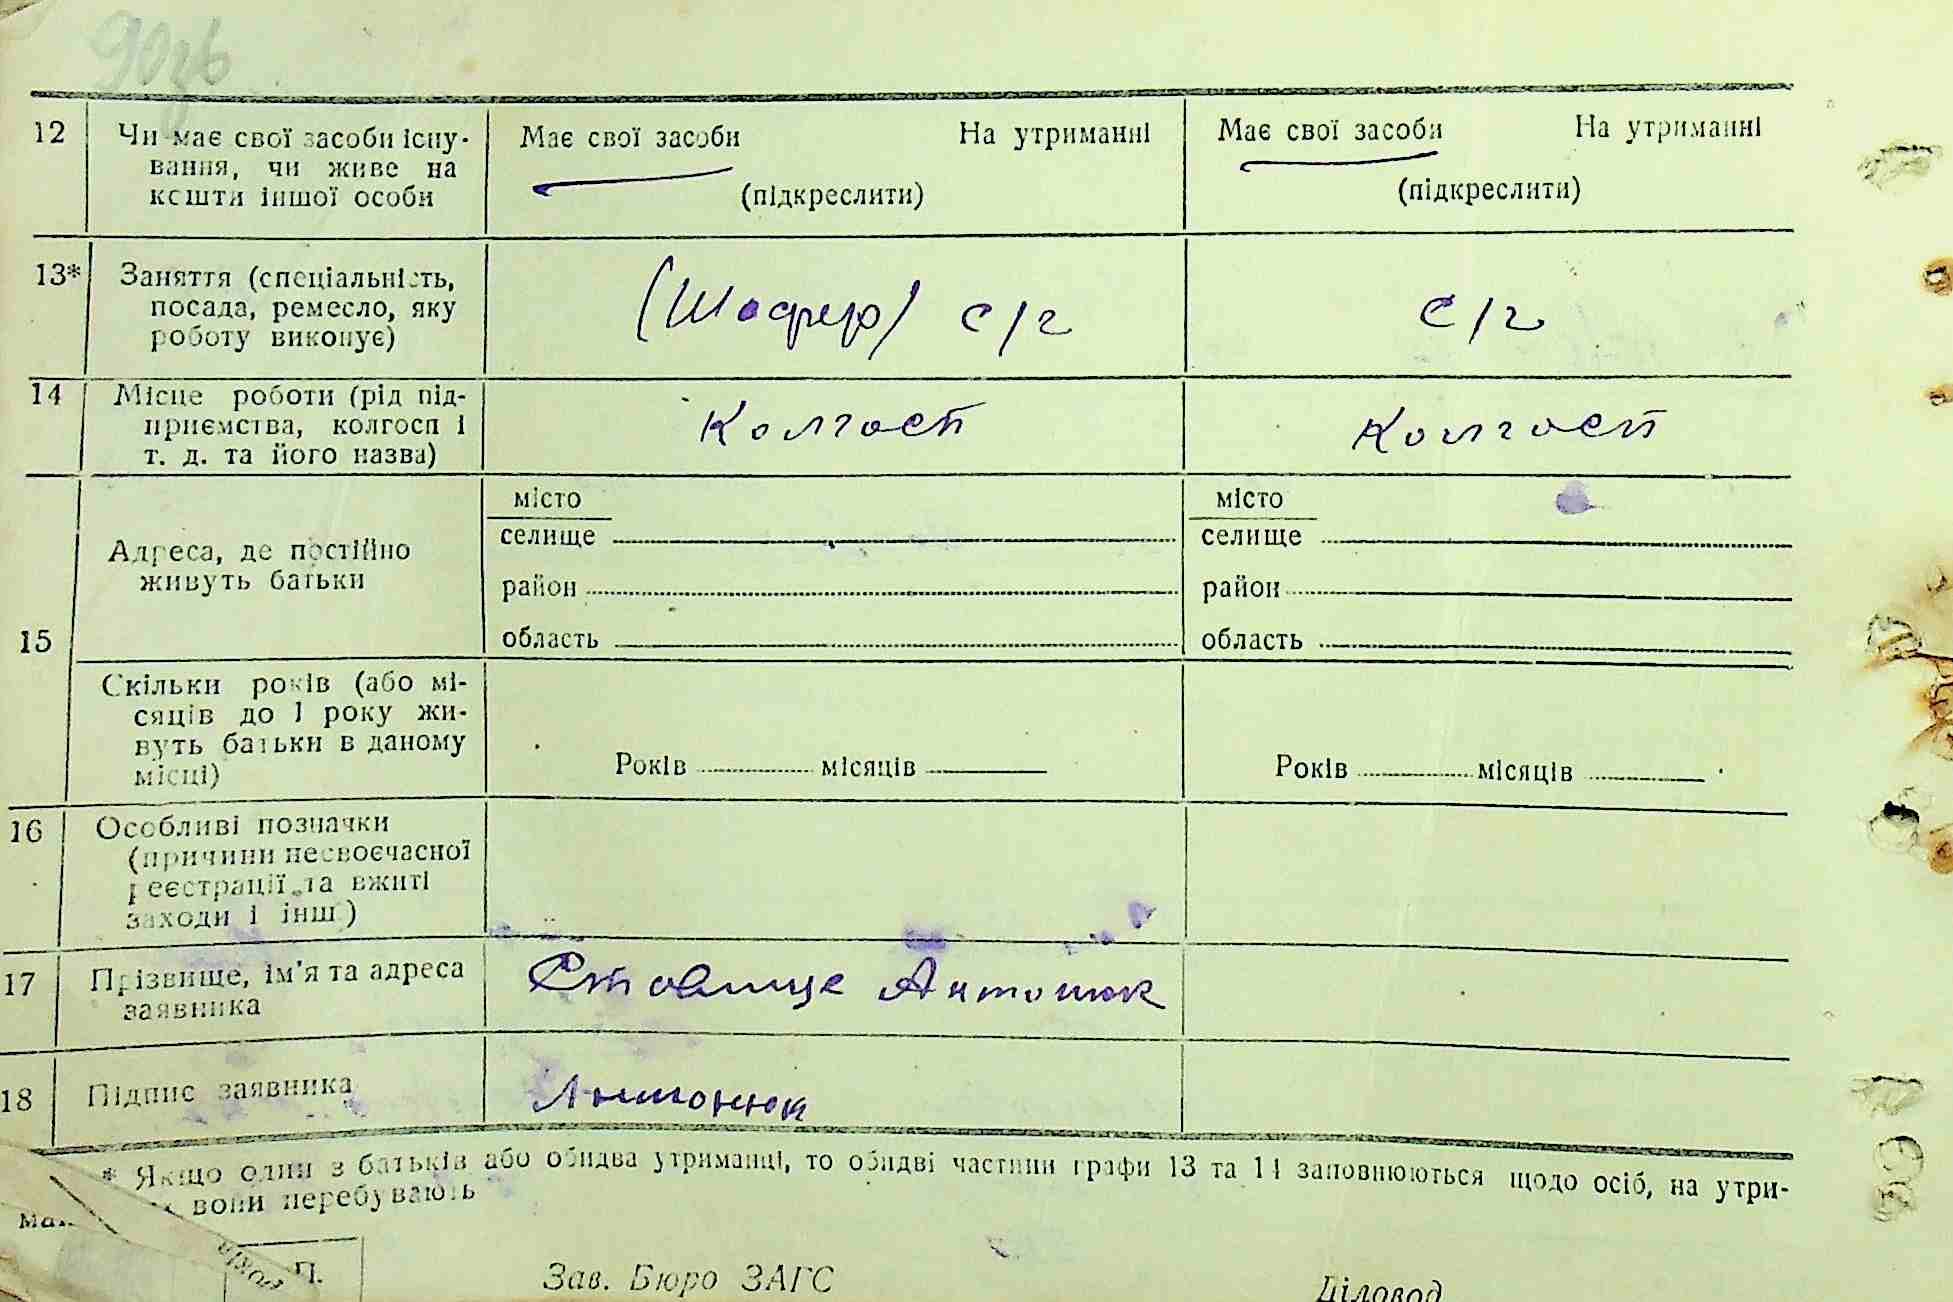 12 Чи має свої засоби існу- Має свої засоби На утриманні Має свої засоби На утриманні
вання, чи живе на
кошти іншої особи (підкреслити) (підкреслити)
13* Заняття (спеціальність,
посада, ремесло, яку (Шофер) с/г с/г
роботу виконує)
14 Місце роботи (рід під-
приємства, колгосп і Колгосп Колгосп
т. д. та його назва)
місто місто
Адреса, де постійно селище селище
живуть батьки район район
15 область область
Скільки років (або мі-
сяців до 1 року жи-
вуть батьки в даному
місці) Років місяців Років місяців
16 Особливі позначки
(причини несвоєчасної
реєстрації та вжиті
заходи і інш.)
17 Прізвище, ім'я та адреса Ставище Антонюк
заявника
18 Підпис заявника Антонюк
* Якщо один з батьків або обидва утриманці, то обидві частини графи 13 та 14 заповнюються щодо осіб, на утри-
вони перебувають
П.
Зав. Бюро ЗАГС Діловод